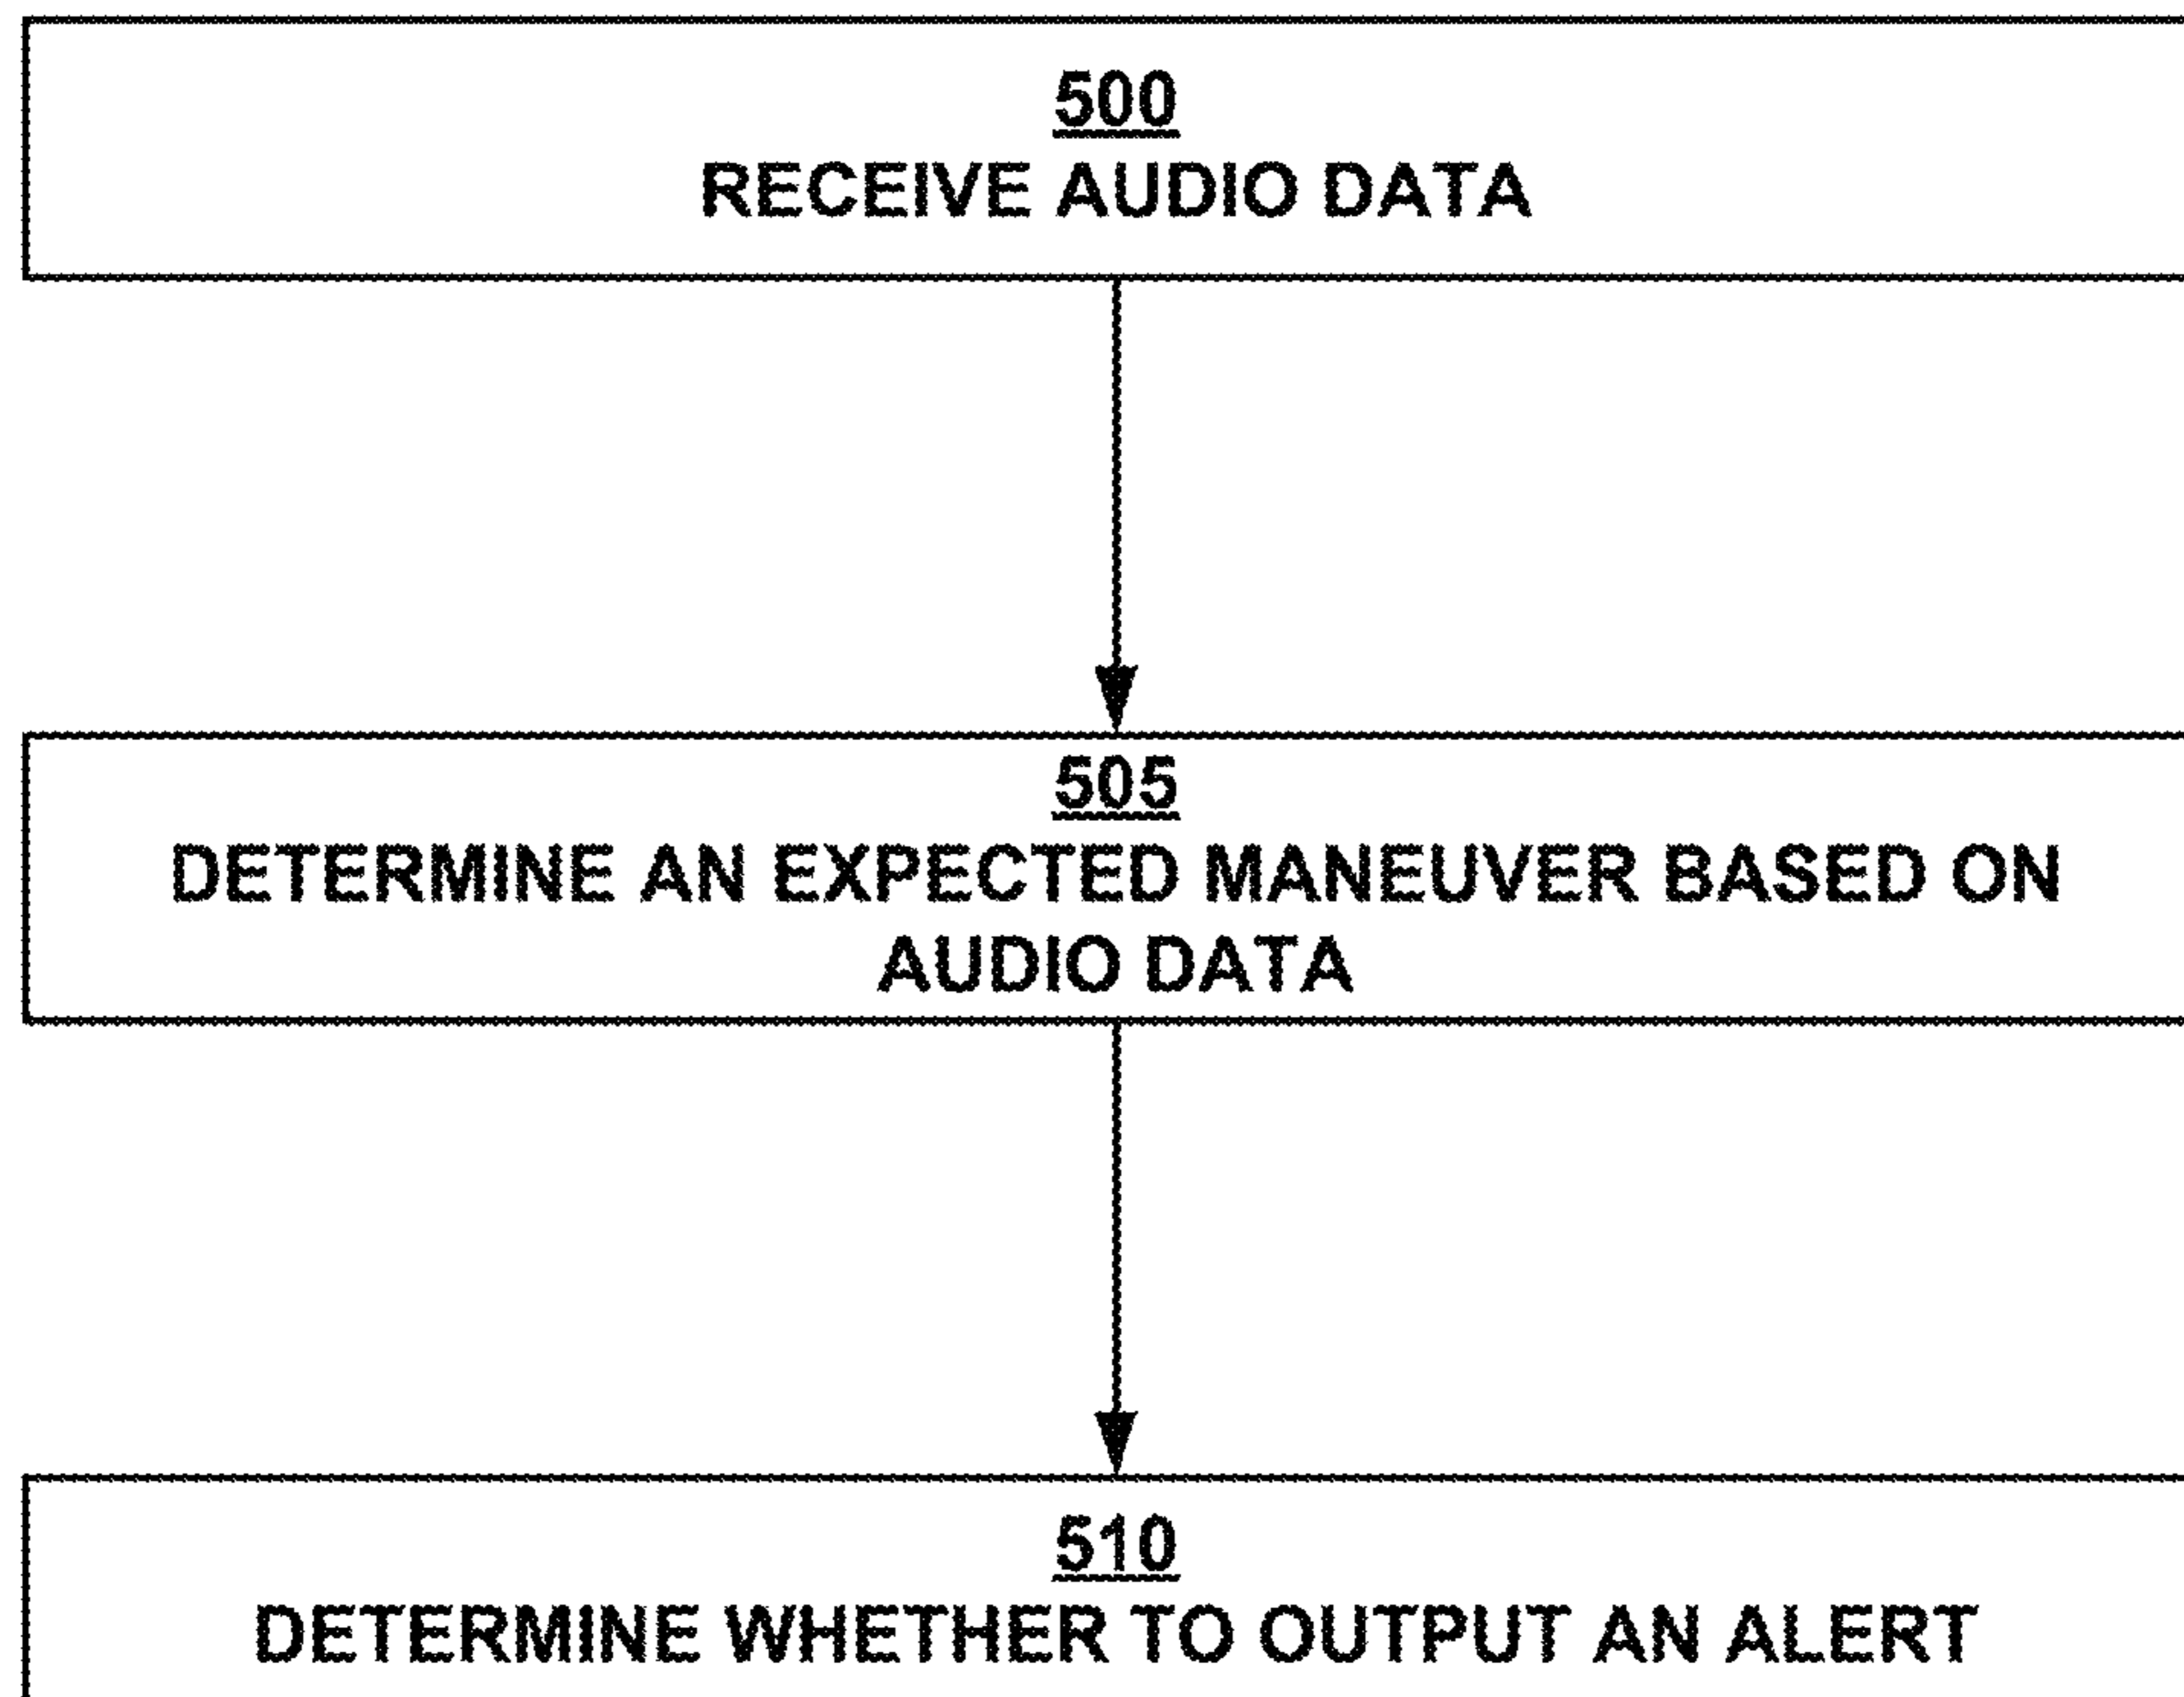 500
RECEIVE AUDIO DATA
505
DETERMINE AN EXPECTED MANEUVER BASED ON
AUDIO DATA
510
DETERMINE WHETHER TO OUTPUT AN ALERT